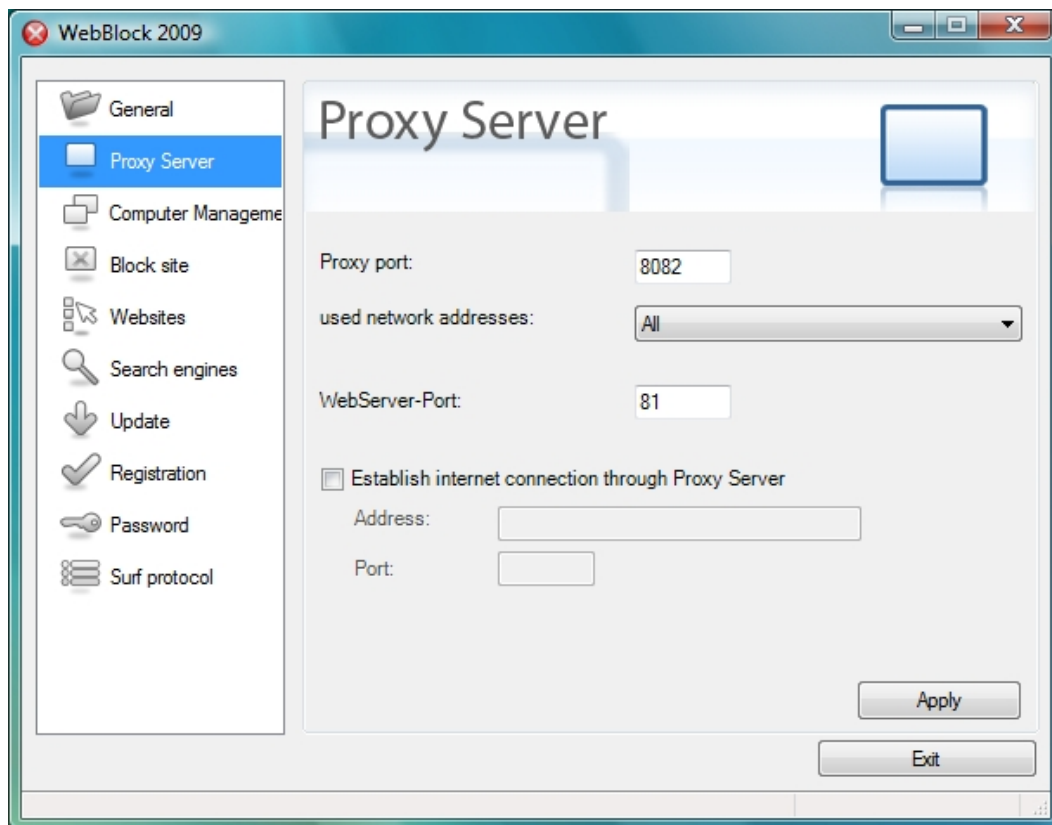 WebBlock 2009
General
Proxy Server
Computer Manageme
Block site
Websites
Search engines
Update
Registration
Password
Surf protocol
Proxy Server
Proxy port: 8082
used network addresses: All
WebServer-Port: 81
Establish internet connection through Proxy Server
Address:
Port:
Apply
Exit